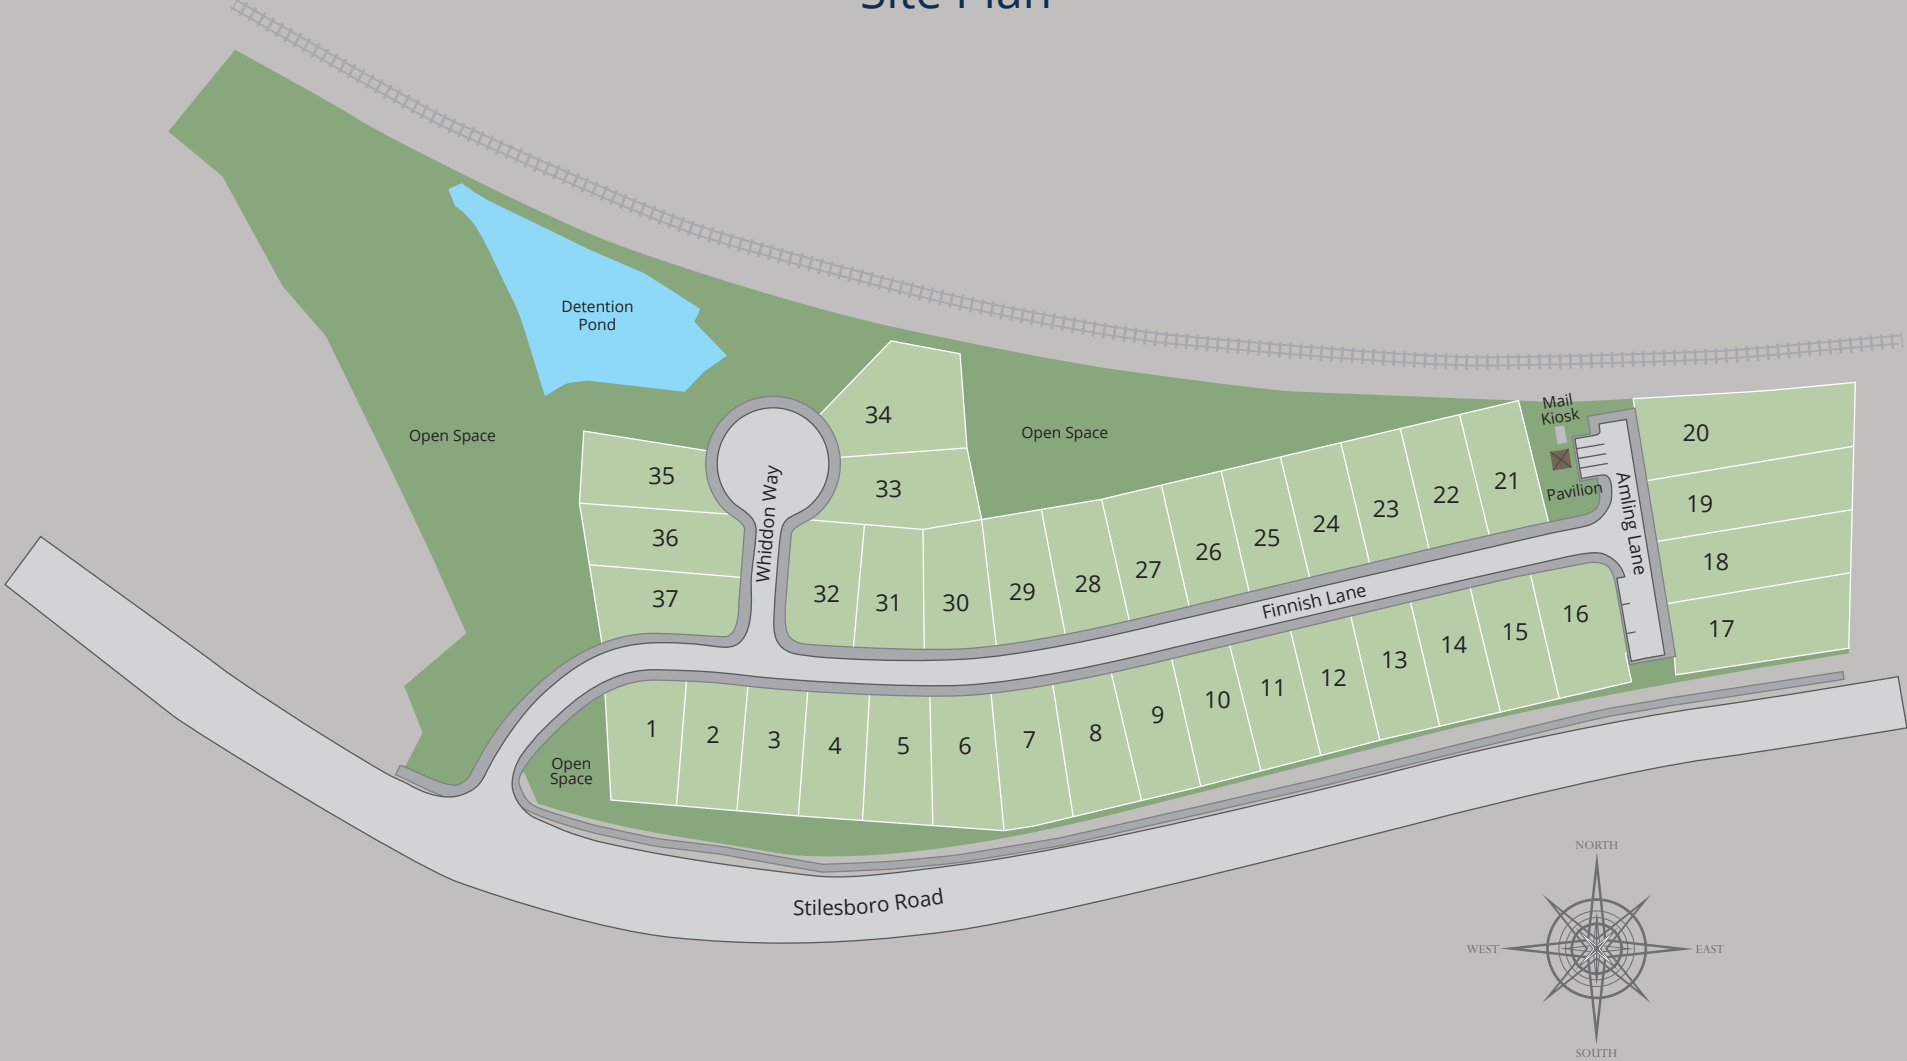 Site Plan
Detention
Pond
Open Space
Open Space
Mail
Kiosk
Pavilion
34
33
35
36
37
Whiddon Way
32
31
30
29
28
27
26
25
24
23
22
21
20
19
18
17
Amling Lane
Finnish Lane
1
2
3
4
5
6
7
8
9
10
11
12
13
14
15
16
Open
Space
Stilesboro Road
NORTH
WEST
EAST
SOUTH